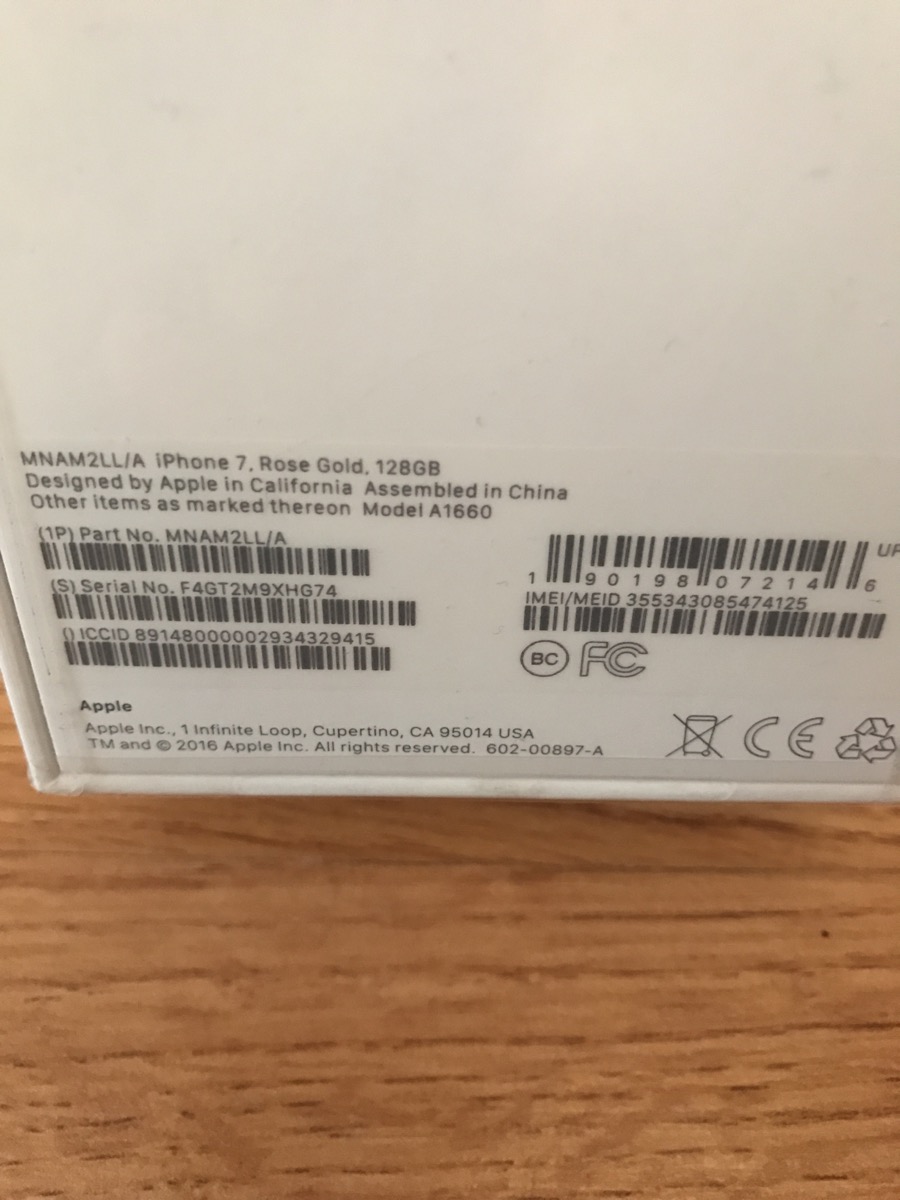 MNAM2LL/A iPhone 7, Rose Gold, 128GB
Designed by Apple in California Assembled in China
Other items as marked thereon Model A1660
(1P) Part No. MNAM2LL/A
(S) Serial No. F4GT2M9XHG74
() ICCID 89148000002934329415
UP
1 90198 07214 6
IMEI/MEID 355343085474125
BC FC
Apple
Apple Inc., 1 Infinite Loop, Cupertino, CA 95014 USA
TM and © 2016 Apple Inc. All rights reserved. 602-00897-A
CE